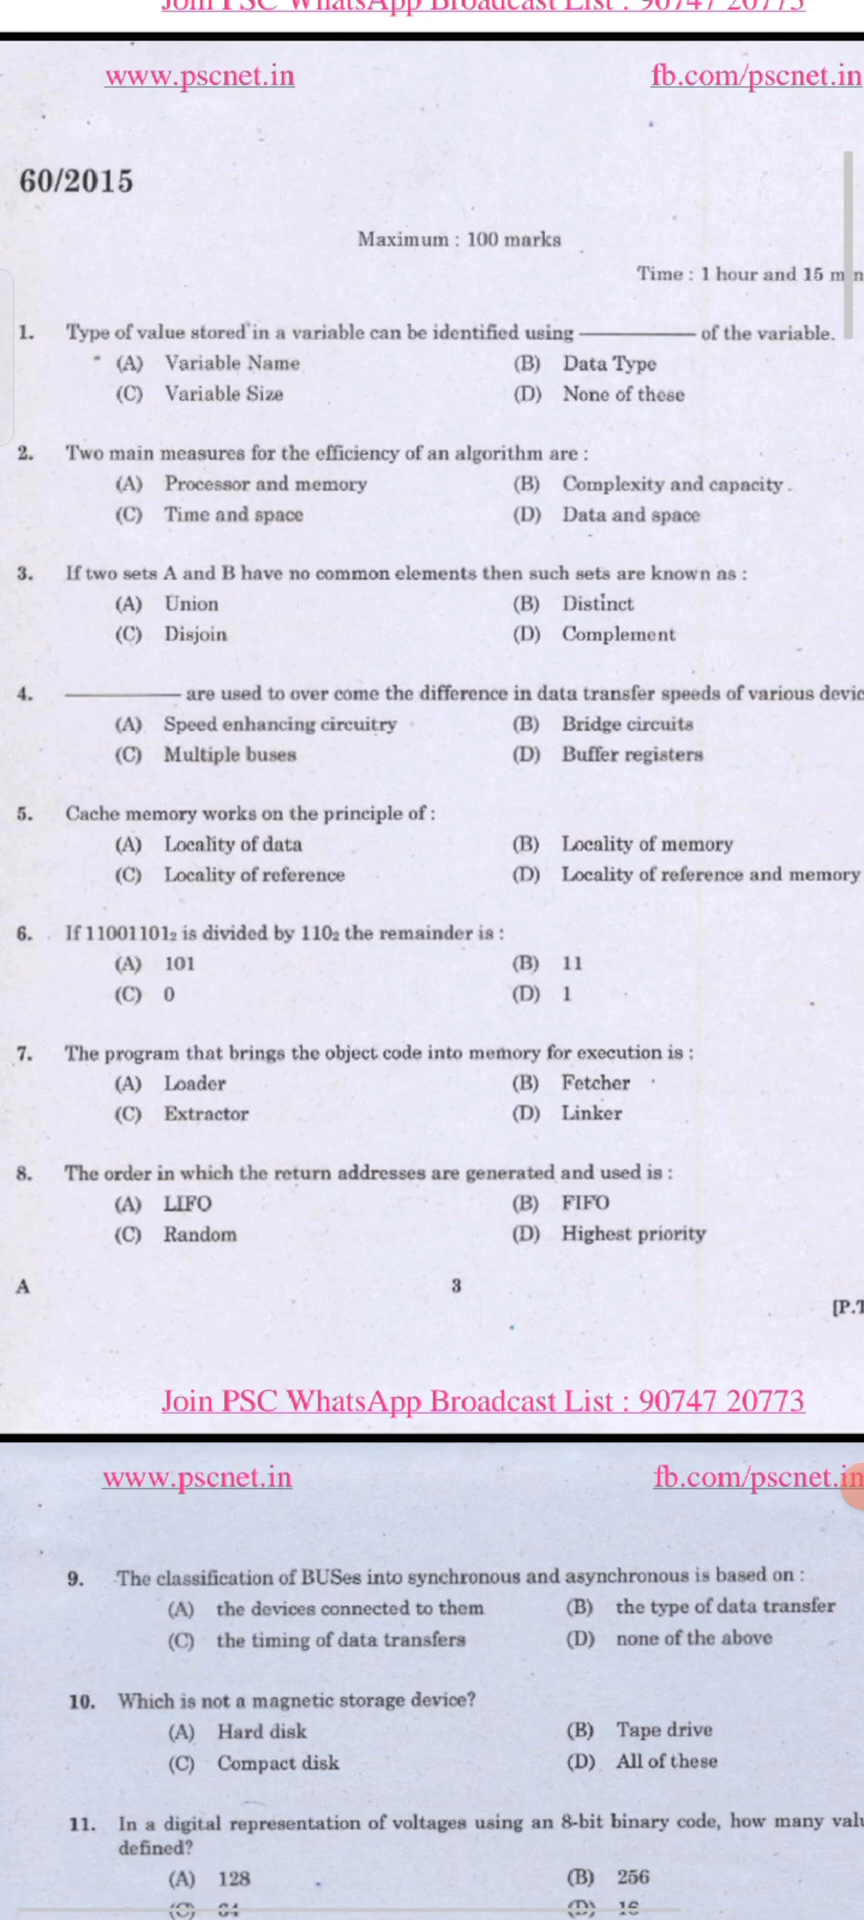 Join PSC WhatsApp Broadcast List : 90747 20773
www.pscnet.in fb.com/pscnet.in
60/2015
Maximum : 100 marks
Time : 1 hour and 15 m n
1. Type of value stored in a variable can be identified using ———— of the variable.
(A) Variable Name (B) Data Type
(C) Variable Size (D) None of these
2. Two main measures for the efficiency of an algorithm are :
(A) Processor and memory (B) Complexity and capacity .
(C) Time and space (D) Data and space
3. If two sets A and B have no common elements then such sets are known as :
(A) Union (B) Distinct
(C) Disjoin (D) Complement
4. ———— are used to over come the difference in data transfer speeds of various devic
(A) Speed enhancing circuitry (B) Bridge circuits
(C) Multiple buses (D) Buffer registers
5. Cache memory works on the principle of :
(A) Locality of data (B) Locality of memory
(C) Locality of reference (D) Locality of reference and memory
6. If 11001101₂ is divided by 110₂ the remainder is :
(A) 101 (B) 11
(C) 0 (D) 1
7. The program that brings the object code into memory for execution is :
(A) Loader (B) Fetcher
(C) Extractor (D) Linker
8. The order in which the return addresses are generated and used is :
(A) LIFO (B) FIFO
(C) Random (D) Highest priority
A 3
[P.T
Join PSC WhatsApp Broadcast List : 90747 20773
www.pscnet.in fb.com/pscnet.in
9. The classification of BUSes into synchronous and asynchronous is based on :
(A) the devices connected to them (B) the type of data transfer
(C) the timing of data transfers (D) none of the above
10. Which is not a magnetic storage device?
(A) Hard disk (B) Tape drive
(C) Compact disk (D) All of these
11. In a digital representation of voltages using an 8-bit binary code, how many valu
defined?
(A) 128 (B) 256
(C) 64 (D) 16